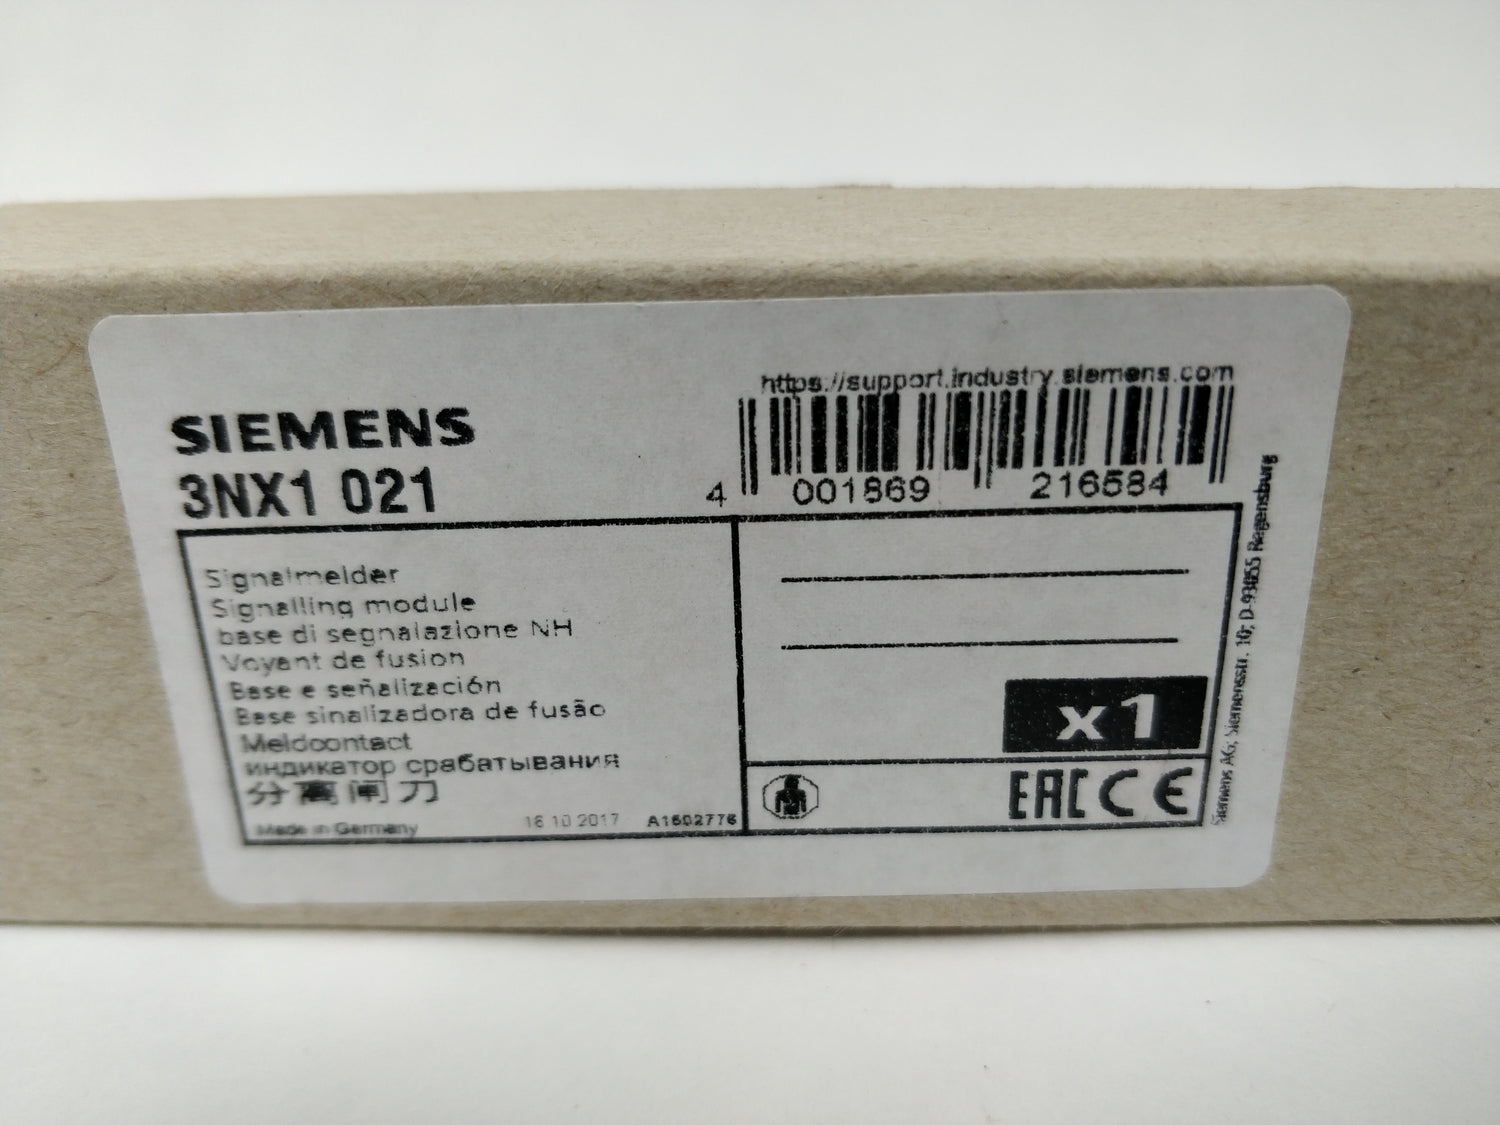 https://support.industry.siemens.com
SIEMENS
3NX1 021
4 001869 216584
Signalmelder
Signalling module
base di segnalazione NH
Voyant de fusion
Base e señalización
Base sinalizadora de fusão
Meldcontact
индикатор срабатывания
分离闸刀
Made in Germany 16 10 2017 A1602776
x1
EAC CE
Siemens AG; Siemensstr. 10; D-93055 Regensburg